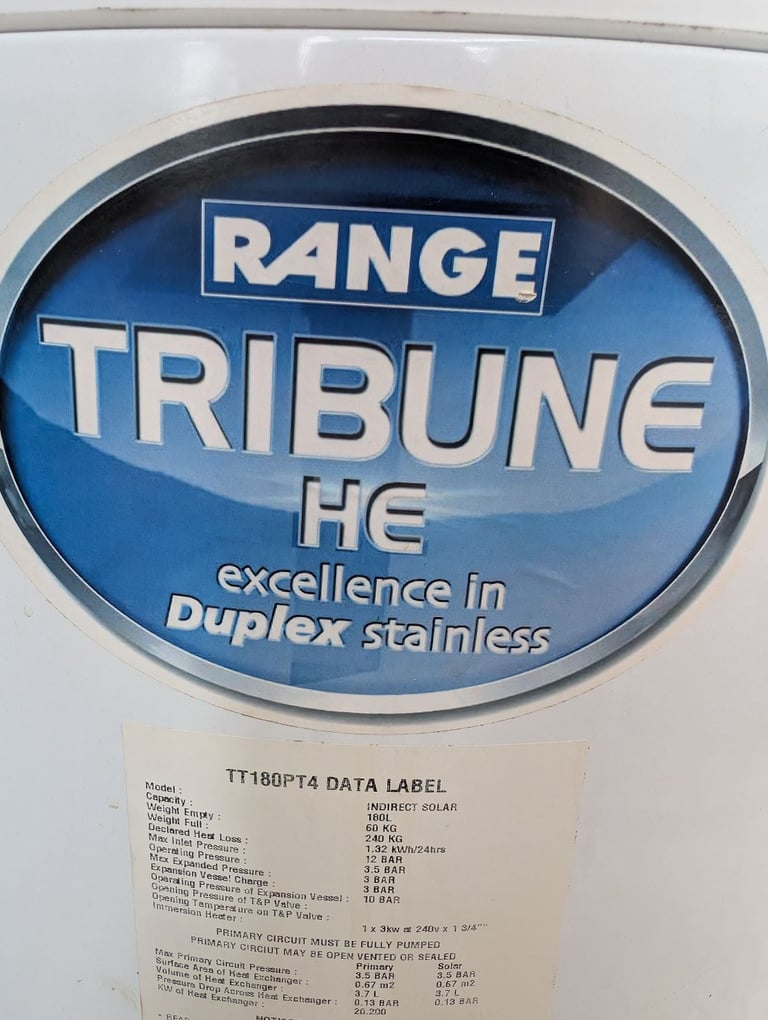 RANGE
TRIBUNE
HE
excellence in
Duplex stainless
TT180PT4 DATA LABEL
Model : INDIRECT SOLAR
Capacity : 180L
Weight Empty : 60 KG
Weight Full : 240 KG
Declared Heat Loss : 1.32 kWh/24hrs
Max Inlet Pressure : 12 BAR
Operating Pressure : 3.5 BAR
Max Expanded Pressure : 3 BAR
Expansion Vessel Charge : 3 BAR
Operating Pressure of Expansion Vessel : 10 BAR
Opening Pressure of T&P Valve :
Opening Temperature on T&P Valve :
Immersion Heater : 1 x 3kw at 240v x 1 3/4""
PRIMARY CIRCUIT MUST BE FULLY PUMPED
PRIMARY CIRCIUT MAY BE OPEN VENTED OR SEALED
Primary Solar
Max Primary Circuit Pressure : 3.5 BAR 3.5 BAR
Surface Area of Heat Exchanger : 0.67 m2 0.67 m2
Volume of Heat Exchanger : 3.7 L 3.7 L
Pressure Drop Across Heat Exchanger : 0.13 BAR 0.13 BAR
KW of Heat Exchanger : 20.200